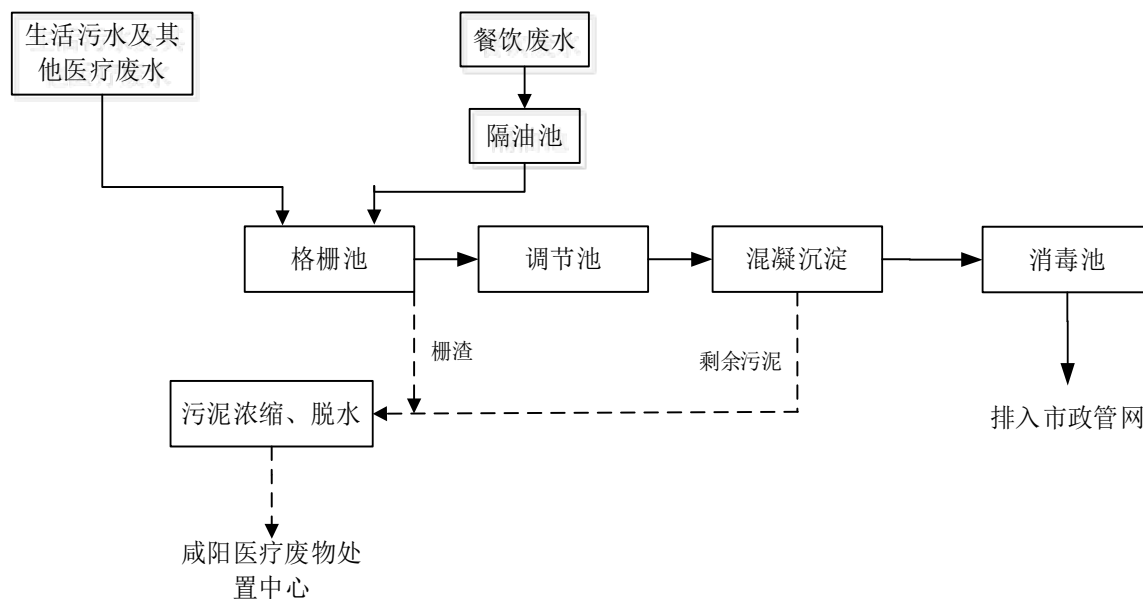 生活污水及其
他医疗废水
餐饮废水
隔油池
格栅池
调节池
混凝沉淀
消毒池
栅渣
剩余污泥
污泥浓缩、脱水
排入市政管网
咸阳医疗废物处
置中心